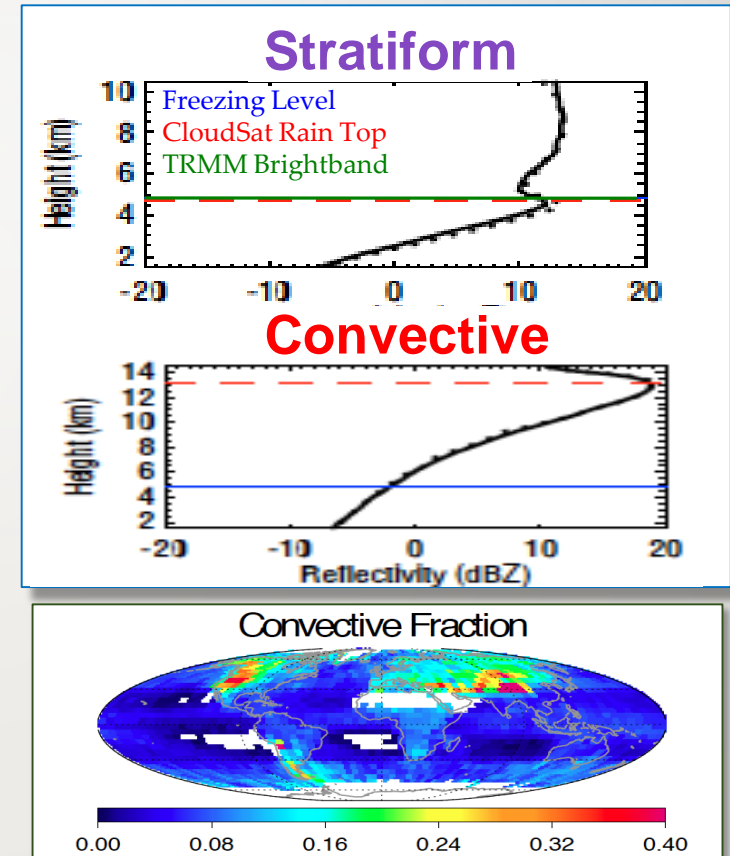 Stratiform
10
Freezing Level
CloudSat Rain Top
8
TRMM Brightband
6
4
2
Height (km)
-20 -10 0 10 20
Convective
14
12
10
8
6
4
2
Height (km)
-20 -10 0 10 20
Reflectivity (dBZ)
Convective Fraction
0.00 0.08 0.16 0.24 0.32 0.40